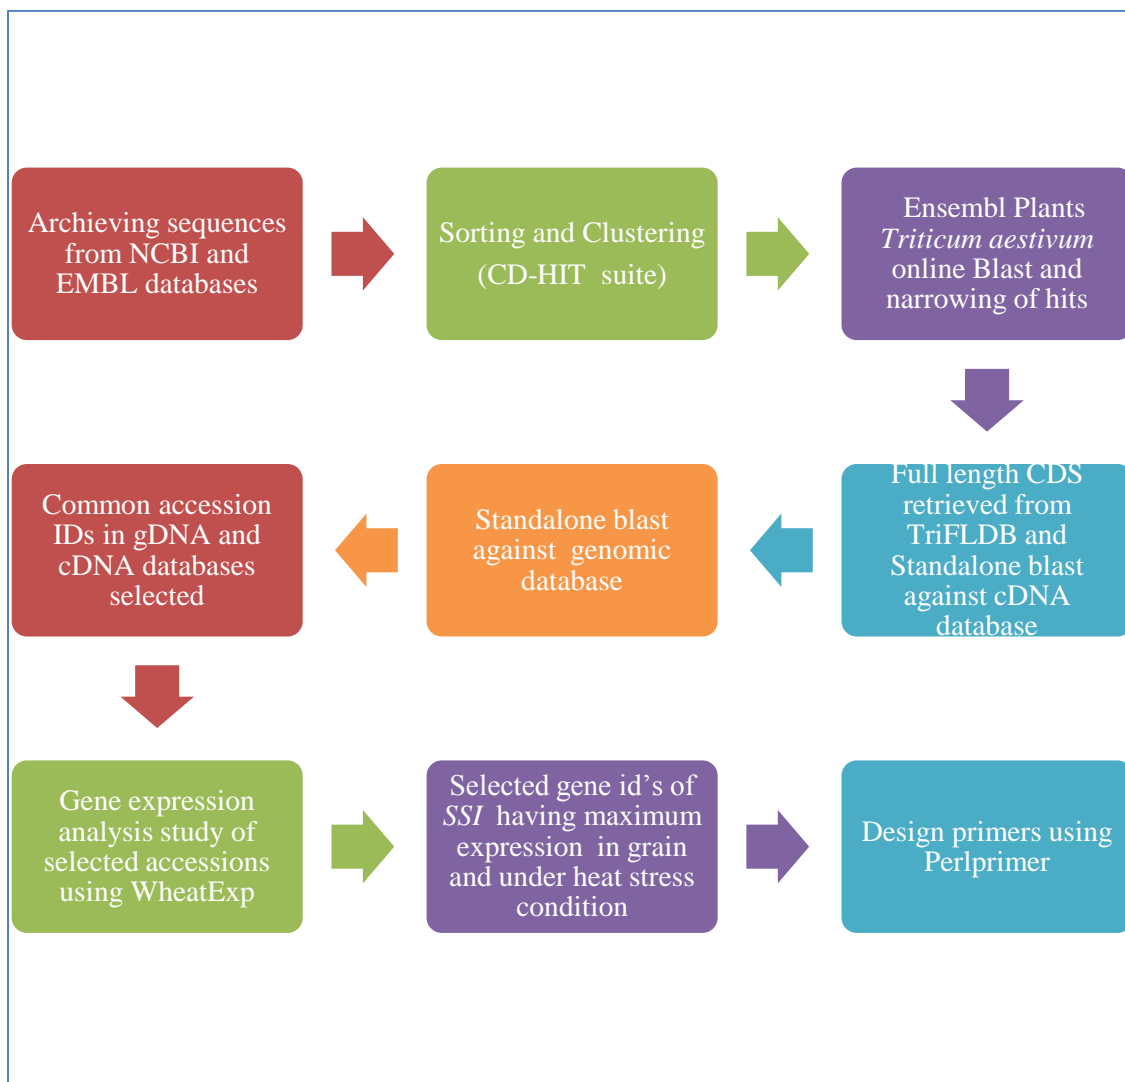 Archieving sequences
from NCBI and
EMBL databases
Sorting and Clustering
(CD-HIT suite)
Ensembl Plants
Triticum aestivum
online Blast and
narrowing of hits
Full length CDS
retrieved from
TriFLDB and
Standalone blast
against cDNA
database
Standalone blast
against genomic
database
Common accession
IDs in gDNA and
cDNA databases
selected
Gene expression
analysis study of
selected accessions
using WheatExp
Selected gene id’s of
SSI having maximum
expression in grain
and under heat stress
condition
Design primers using
Perlprimer